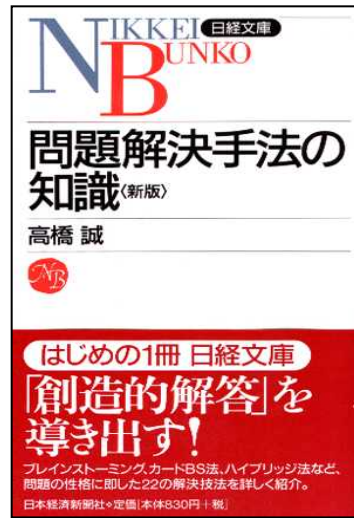 NIKKEI 日経文庫
BUNKO
問題解決手法の
知識〈新版〉
高橋 誠
NB
はじめの1冊 日経文庫
「創造的解答」を
導き出す!
ブレインストーミング、カードBS法、ハイブリッジ法など、
問題の性格に即した22の解決技法を詳しく紹介。
日本経済新聞社◇定価[本体830円+税]